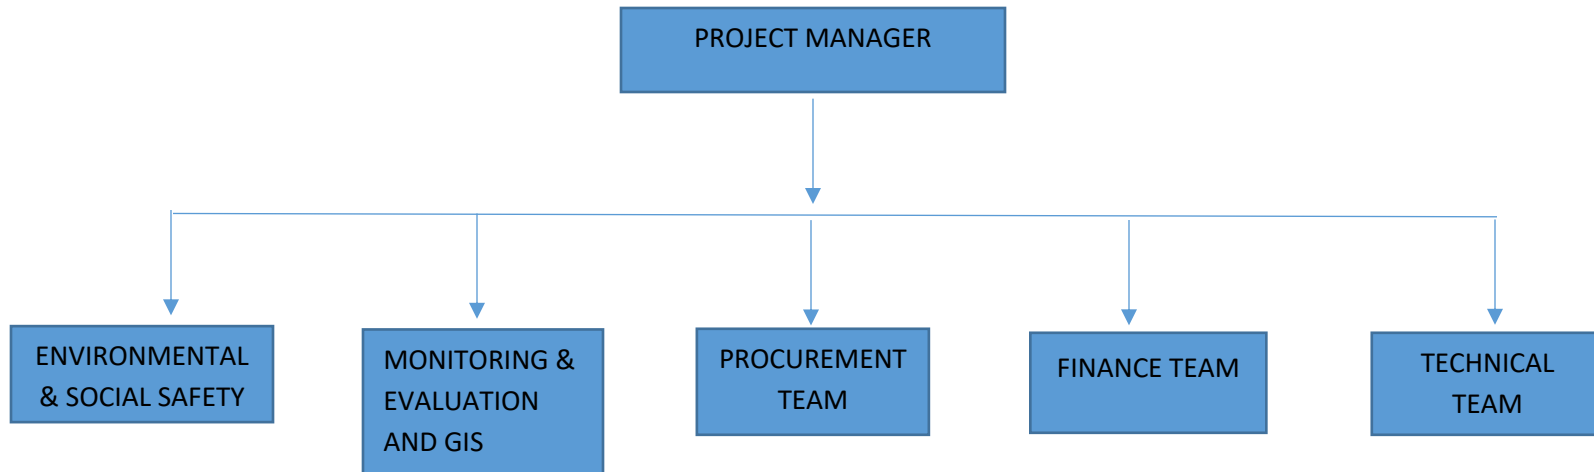 PROJECT MANAGER
ENVIRONMENTAL
& SOCIAL SAFETY
MONITORING &
EVALUATION
AND GIS
PROCUREMENT
TEAM
FINANCE TEAM
TECHNICAL
TEAM